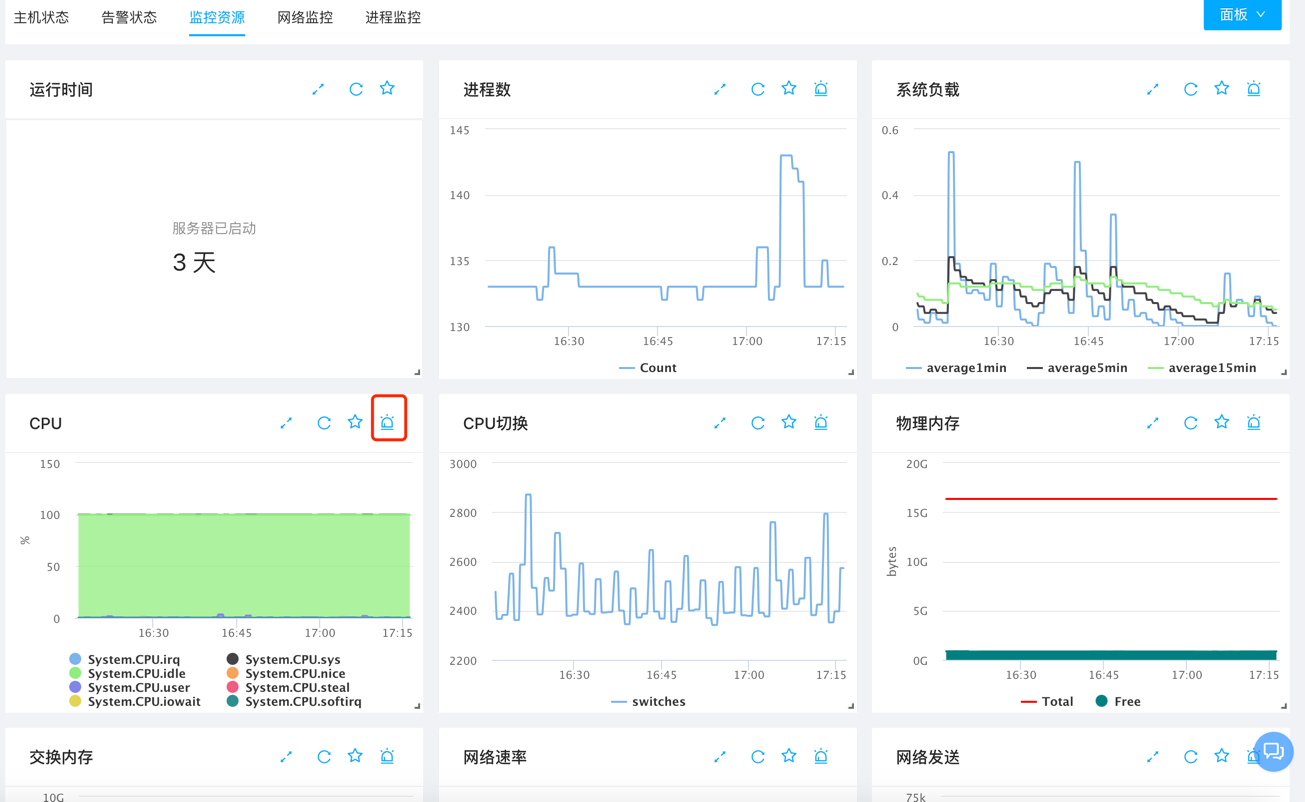 主机状态 告警状态 监控资源 网络监控 进程监控 面板
运行时间
服务器已启动
3 天
进程数
145
140
135
130
16:30 16:45 17:00 17:15
Count
系统负载
0.6
0.4
0.2
0
16:30 16:45 17:00 17:15
average1min average5min average15min
CPU
150
100
50
0
%
16:30 16:45 17:00 17:15
System.CPU.irq System.CPU.sys
System.CPU.idle System.CPU.nice
System.CPU.user System.CPU.steal
System.CPU.iowait System.CPU.softirq
CPU切换
3000
2800
2600
2400
2200
16:30 16:45 17:00 17:15
switches
物理内存
20G
15G
10G
5G
0G
bytes
16:30 16:45 17:00 17:15
Total Free
交换内存
10G
网络速率
网络发送
75k